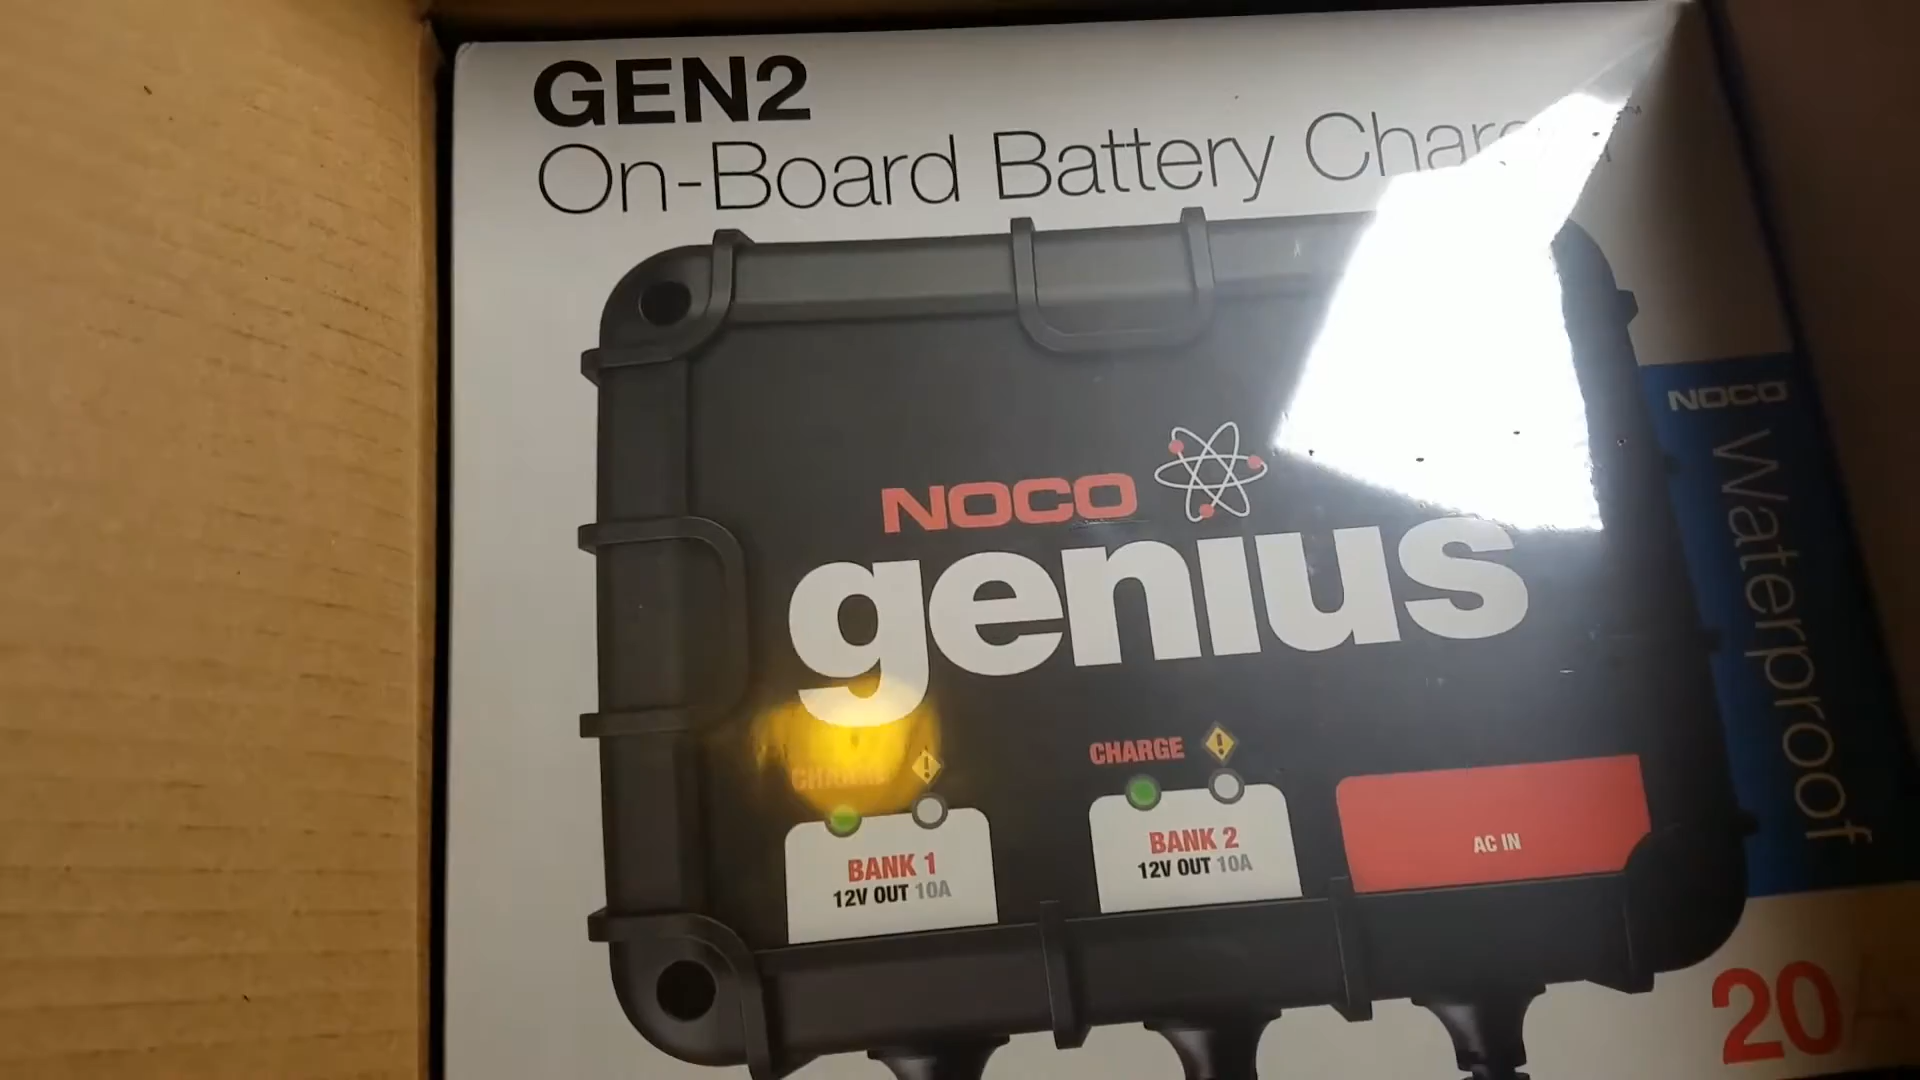 GEN2
On-Board Battery
NOCO
genius
CHARGE
CHARGE
BANK 1
12V OUT 10A
BANK 2
12V OUT 10A
AC IN
NOCO
Waterproof
20